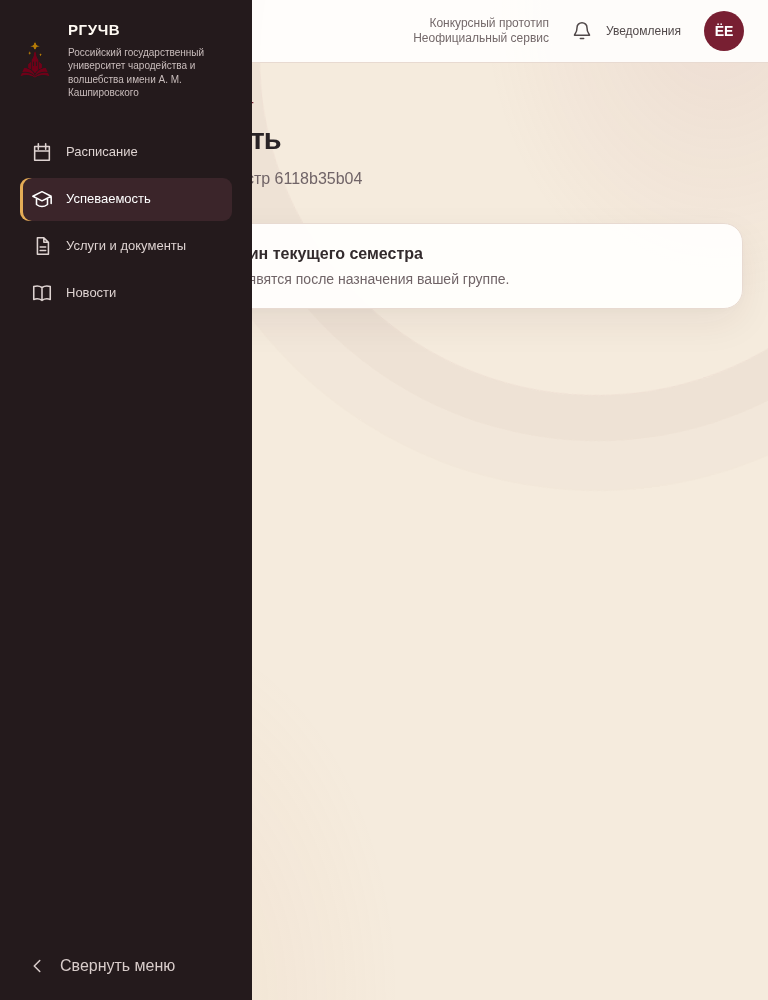 РГУЧВ
Российский государственный
университет чародейства и
волшебства имени А. М.
Кашпировского
Расписание
Успеваемость
Услуги и документы
Новости
Свернуть меню
Конкурсный прототип
Неофициальный сервис
Уведомления
ЁЕ
ть
стр 6118b35b04
ин текущего семестра
явятся после назначения вашей группе.